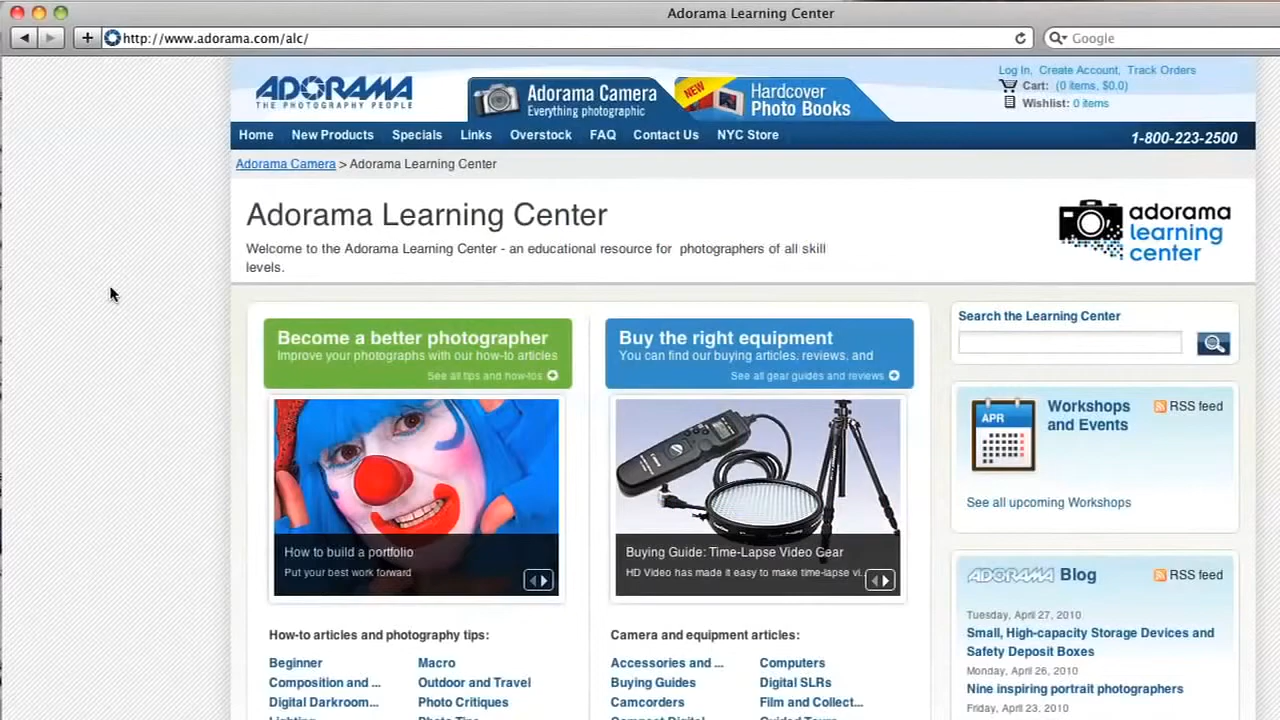 Adorama Learning Center
http://www.adorama.com/alc/
Google
ADORAMA
THE PHOTOGRAPHY PEOPLE
Adorama Camera
Everything photographic
NEW
Hardcover
Photo Books
Log In, Create Account, Track Orders
Cart: (0 items, $0.0)
Wishlist: 0 items
Home New Products Specials Links Overstock FAQ Contact Us NYC Store
1-800-223-2500
Adorama Camera > Adorama Learning Center
Adorama Learning Center
Welcome to the Adorama Learning Center - an educational resource for photographers of all skill
levels.
adorama
learning
center
Become a better photographer
Improve your photographs with our how-to articles
See all tips and how-tos
How to build a portfolio
Put your best work forward
How-to articles and photography tips:
Beginner Macro
Composition and ... Outdoor and Travel
Digital Darkroom... Photo Critiques
Lighting Photo Tips
Buy the right equipment
You can find our buying articles, reviews, and
See all gear guides and reviews
Buying Guide: Time-Lapse Video Gear
HD Video has made it easy to make time-lapse vi...
Camera and equipment articles:
Accessories and ... Computers
Buying Guides Digital SLRs
Camcorders Film and Collect...
Compact Digital Guided Tours
Search the Learning Center
APR
Workshops
and Events
RSS feed
See all upcoming Workshops
ADORAMA Blog
RSS feed
Tuesday, April 27, 2010
Small, High-capacity Storage Devices and
Safety Deposit Boxes
Monday, April 26, 2010
Nine inspiring portrait photographers
Friday, April 23, 2010